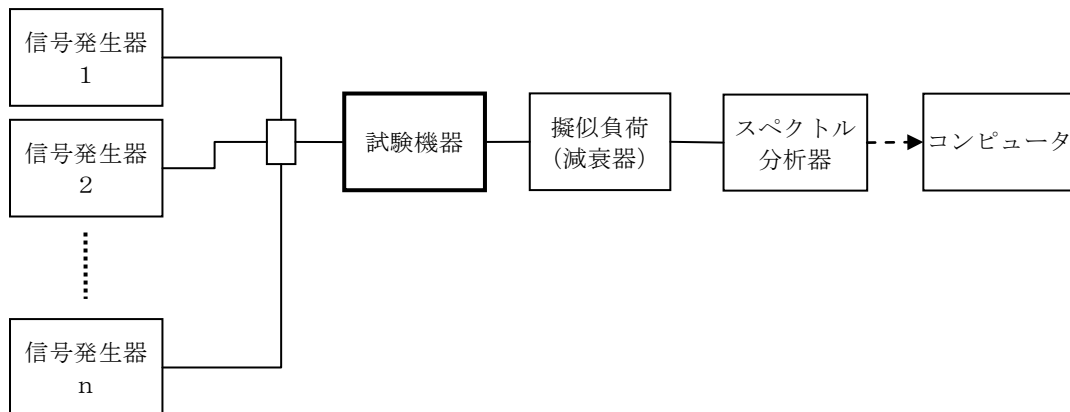 信号発生器
1
信号発生器
2
信号発生器
n
試験機器
擬似負荷
(減衰器)
スペクトル
分析器
コンピュータ